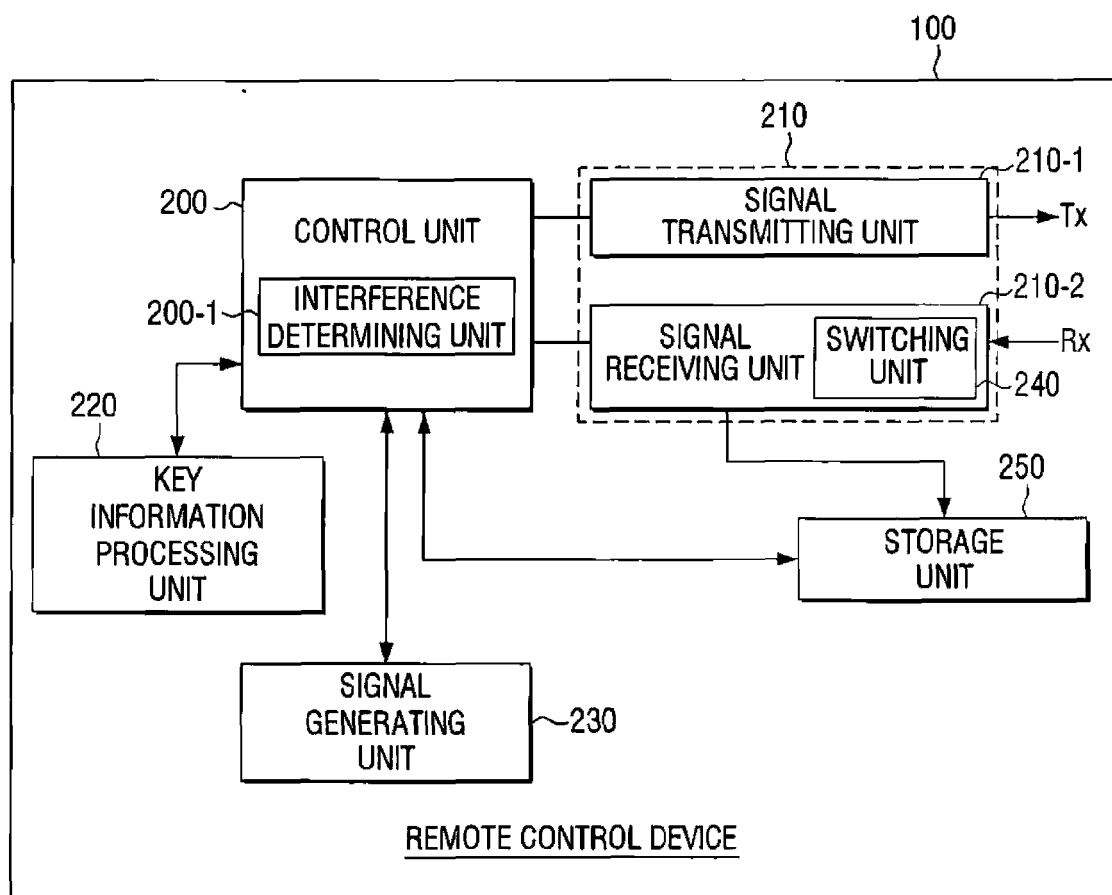 100
210
210-1
200
CONTROL UNIT
SIGNAL
TRANSMITTING UNIT
Tx
210-2
200-1
INTERFERENCE
DETERMINING UNIT
SIGNAL
RECEIVING UNIT
SWITCHING
UNIT
240
Rx
220
KEY
INFORMATION
PROCESSING
UNIT
250
STORAGE
UNIT
SIGNAL
GENERATING
UNIT
230
REMOTE CONTROL DEVICE